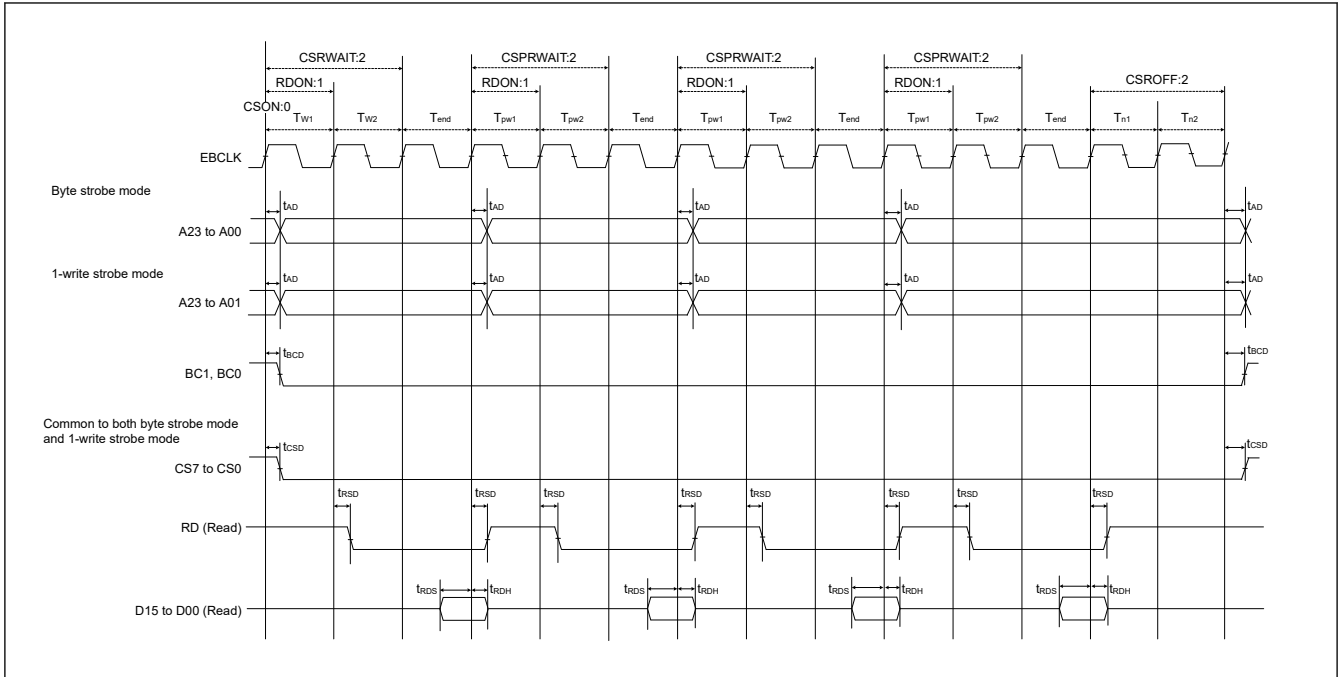 CSRWAIT:2 CSPRWAIT:2 CSPRWAIT:2 CSPRWAIT:2
RDON:1 RDON:1 RDON:1 RDON:1 CSROFF:2
CSON:0
TW1 TW2 Tend Tpw1 Tpw2 Tend Tpw1 Tpw2 Tend Tpw1 Tpw2 Tend Tn1 Tn2
EBCLK
Byte strobe mode
tAD tAD tAD tAD tAD
A23 to A00
1-write strobe mode
tAD tAD tAD tAD tAD
A23 to A01
tBCD tBCD
BC1, BC0
Common to both byte strobe mode
and 1-write strobe mode
tCSD tCSD
CS7 to CS0
tRSD tRSD tRSD tRSD tRSD tRSD tRSD tRSD
RD (Read)
tRDS tRDH tRDS tRDH tRDS tRDH tRDS tRDH
D15 to D00 (Read)